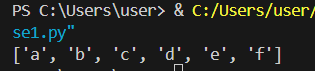 PS C:\Users\user> & C:/Users/user/
se1.py"
['a', 'b', 'c', 'd', 'e', 'f']